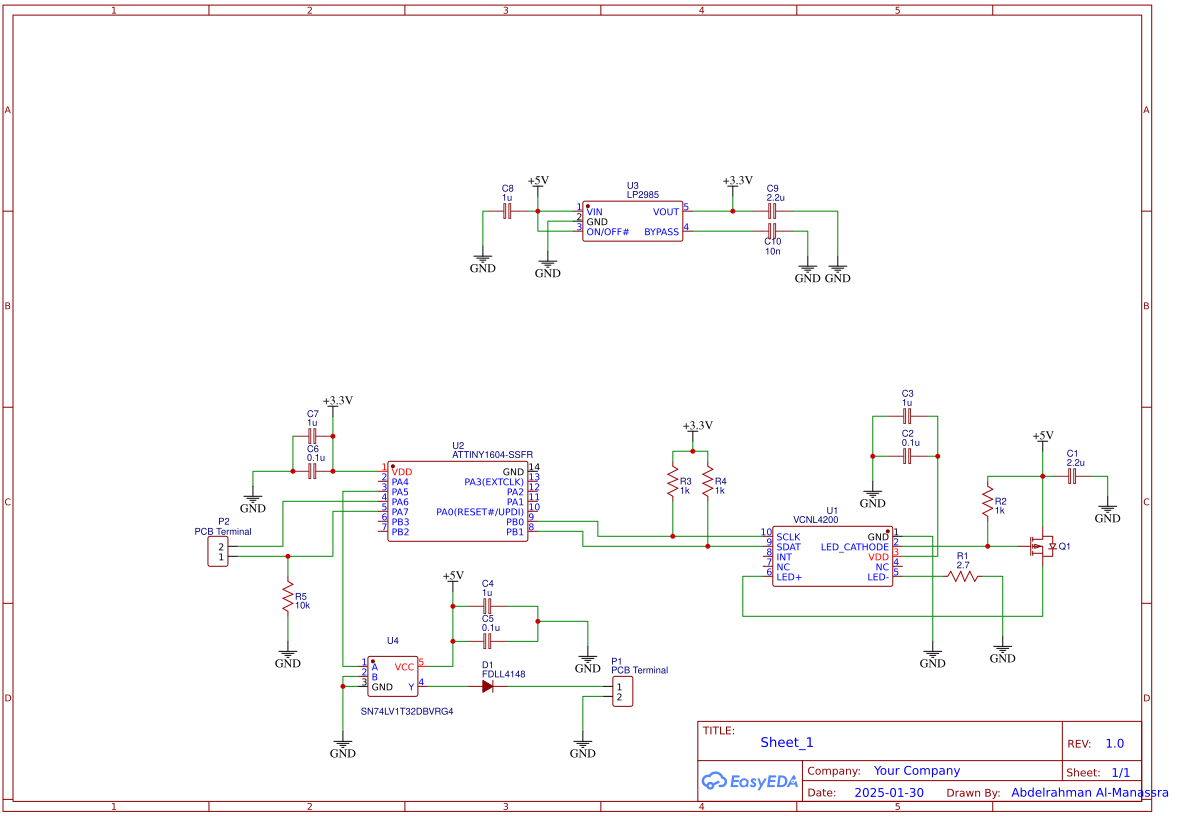 1 2 3 4 5
A A
B B
C C
D D
1 2 3 4 5
C8
1u
+5V
GND
GND
U3
LP2985
1 VIN VOUT 5
2 GND
3 ON/OFF# BYPASS 4
+3.3V
C9
2.2u
C10
10n
GND GND
+3.3V
C7
1u
C6
0.1u
GND
U2
ATTINY1604-SSFR
1 VDD GND 14
2 PA4 PA3(EXTCLK) 13
3 PA5 PA2 12
4 PA6 PA1 11
5 PA7 PA0(RESET#/UPDI) 10
6 PB3 PB0 9
7 PB2 PB1 8
P2
PCB Terminal
2
1
R5
10k
GND
+3.3V
R3
1k
R4
1k
C3
1u
C2
0.1u
GND
U1
VCNL4200
10 SCLK GND 1
9 SDAT LED_CATHODE 2
8 INT VDD 3
7 NC NC 4
6 LED+ LED- 5
+5V
C1
2.2u
GND
R2
1k
Q1
R1
2.7
GND
GND
+5V
C4
1u
C5
0.1u
GND
U4
1 A VCC 5
2 B
3 GND Y 4
SN74LV1T32DBVRG4
GND
D1
FDLL4148
P1
PCB Terminal
1
2
GND
TITLE:
Sheet_1
REV: 1.0
EasyEDA
Company: Your Company
Sheet: 1/1
Date: 2025-01-30 Drawn By: Abdelrahman Al-Manassra